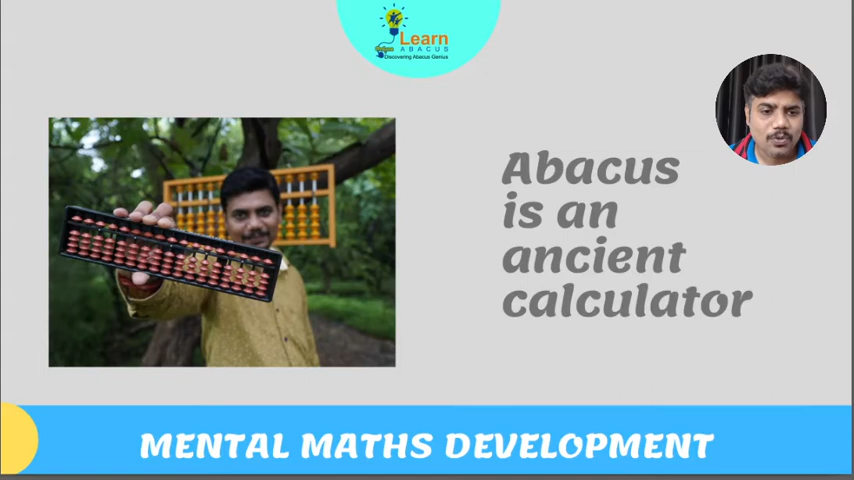 Learn
ABACUS
Discovering Abacus Genius
Abacus
is an
ancient
calculator
MENTAL MATHS DEVELOPMENT